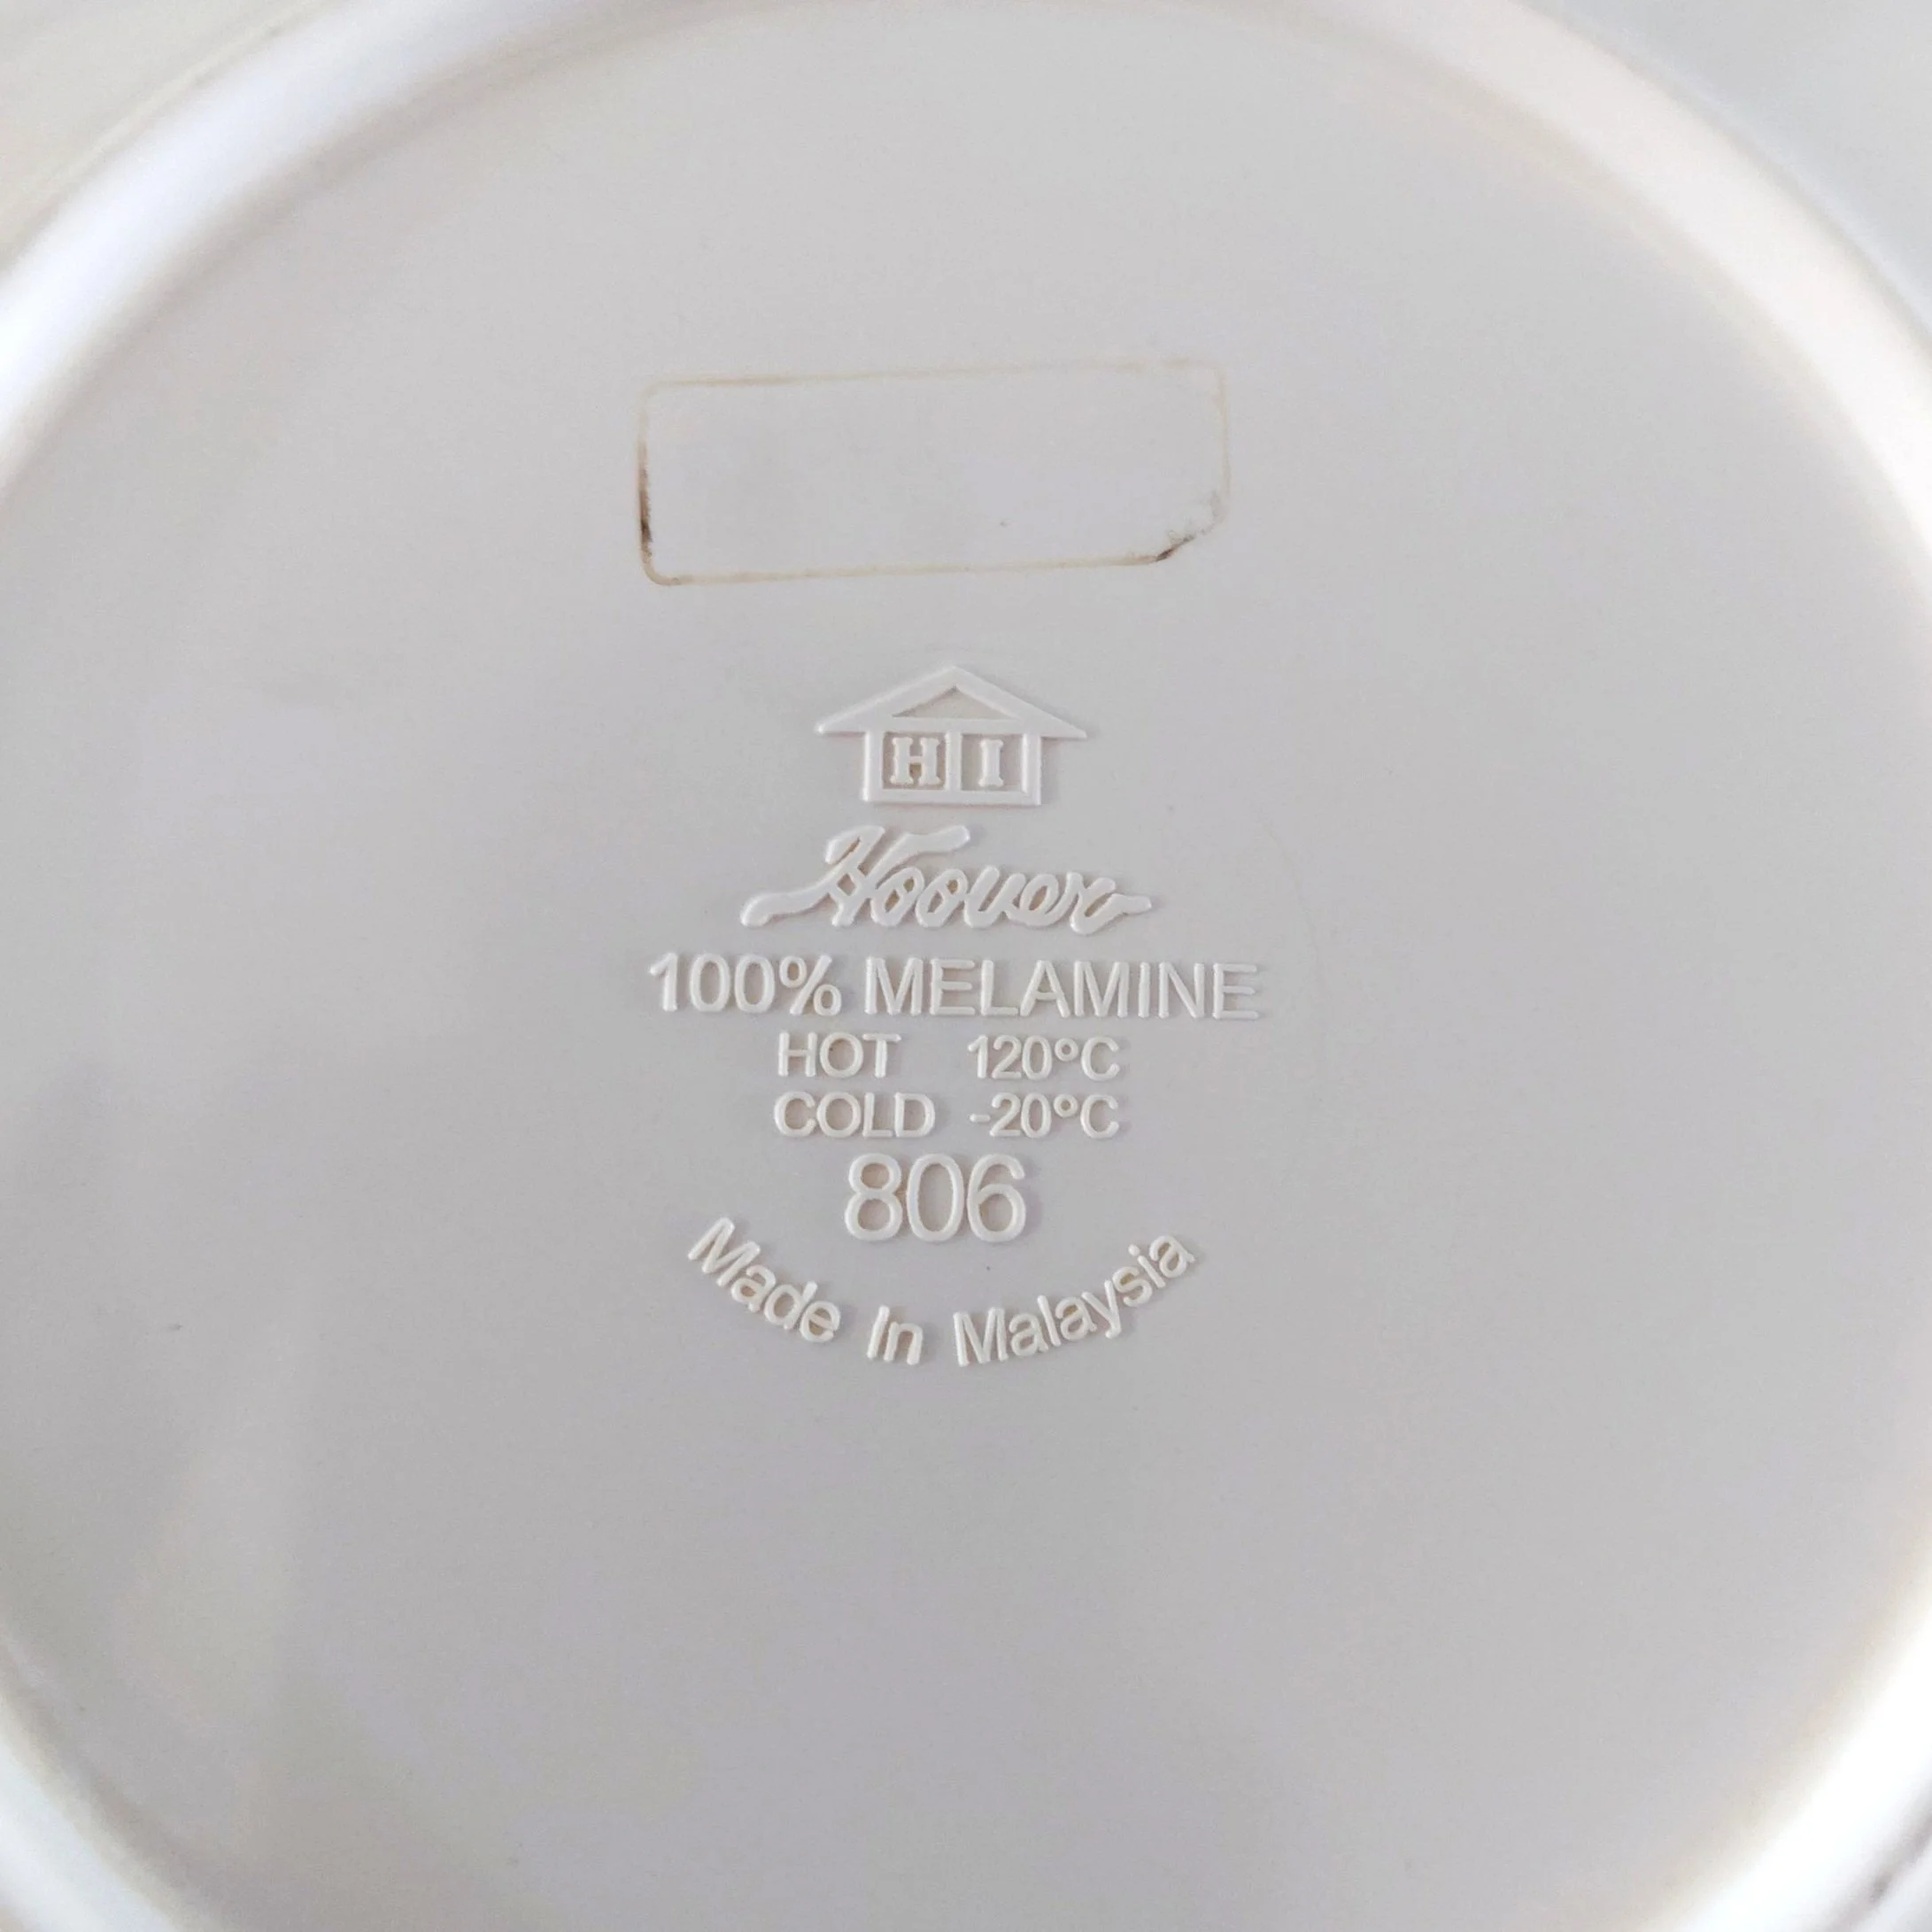 H I
Hoover
100% MELAMINE
HOT 120°C
COLD -20°C
806
Made In Malaysia